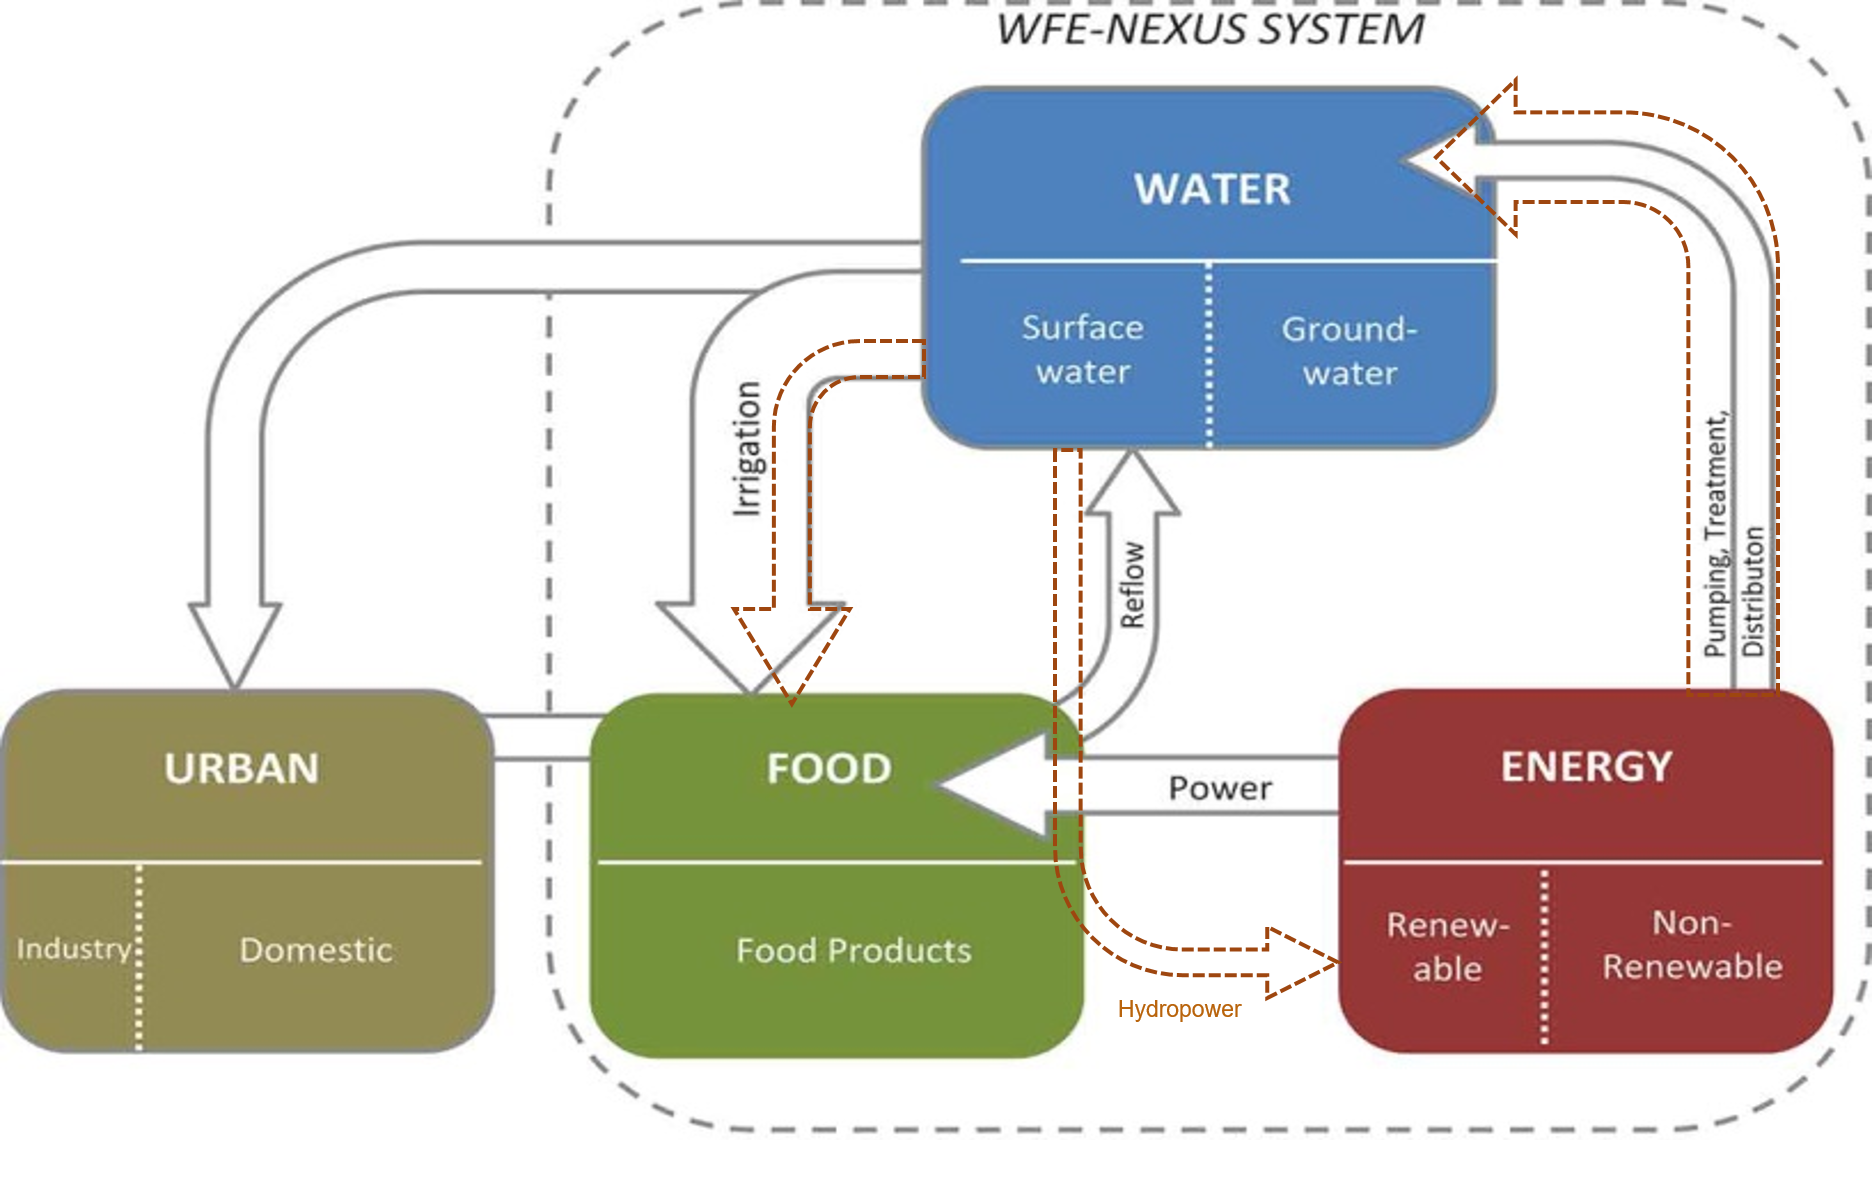 WFE-NEXUS SYSTEM
WATER
Surface
water
Ground-
water
Irrigation
Reflow
Pumping, Treatment,
Distributon
URBAN
Industry
Domestic
FOOD
Food Products
Power
ENERGY
Renew-
able
Non-
Renewable
Hydropower